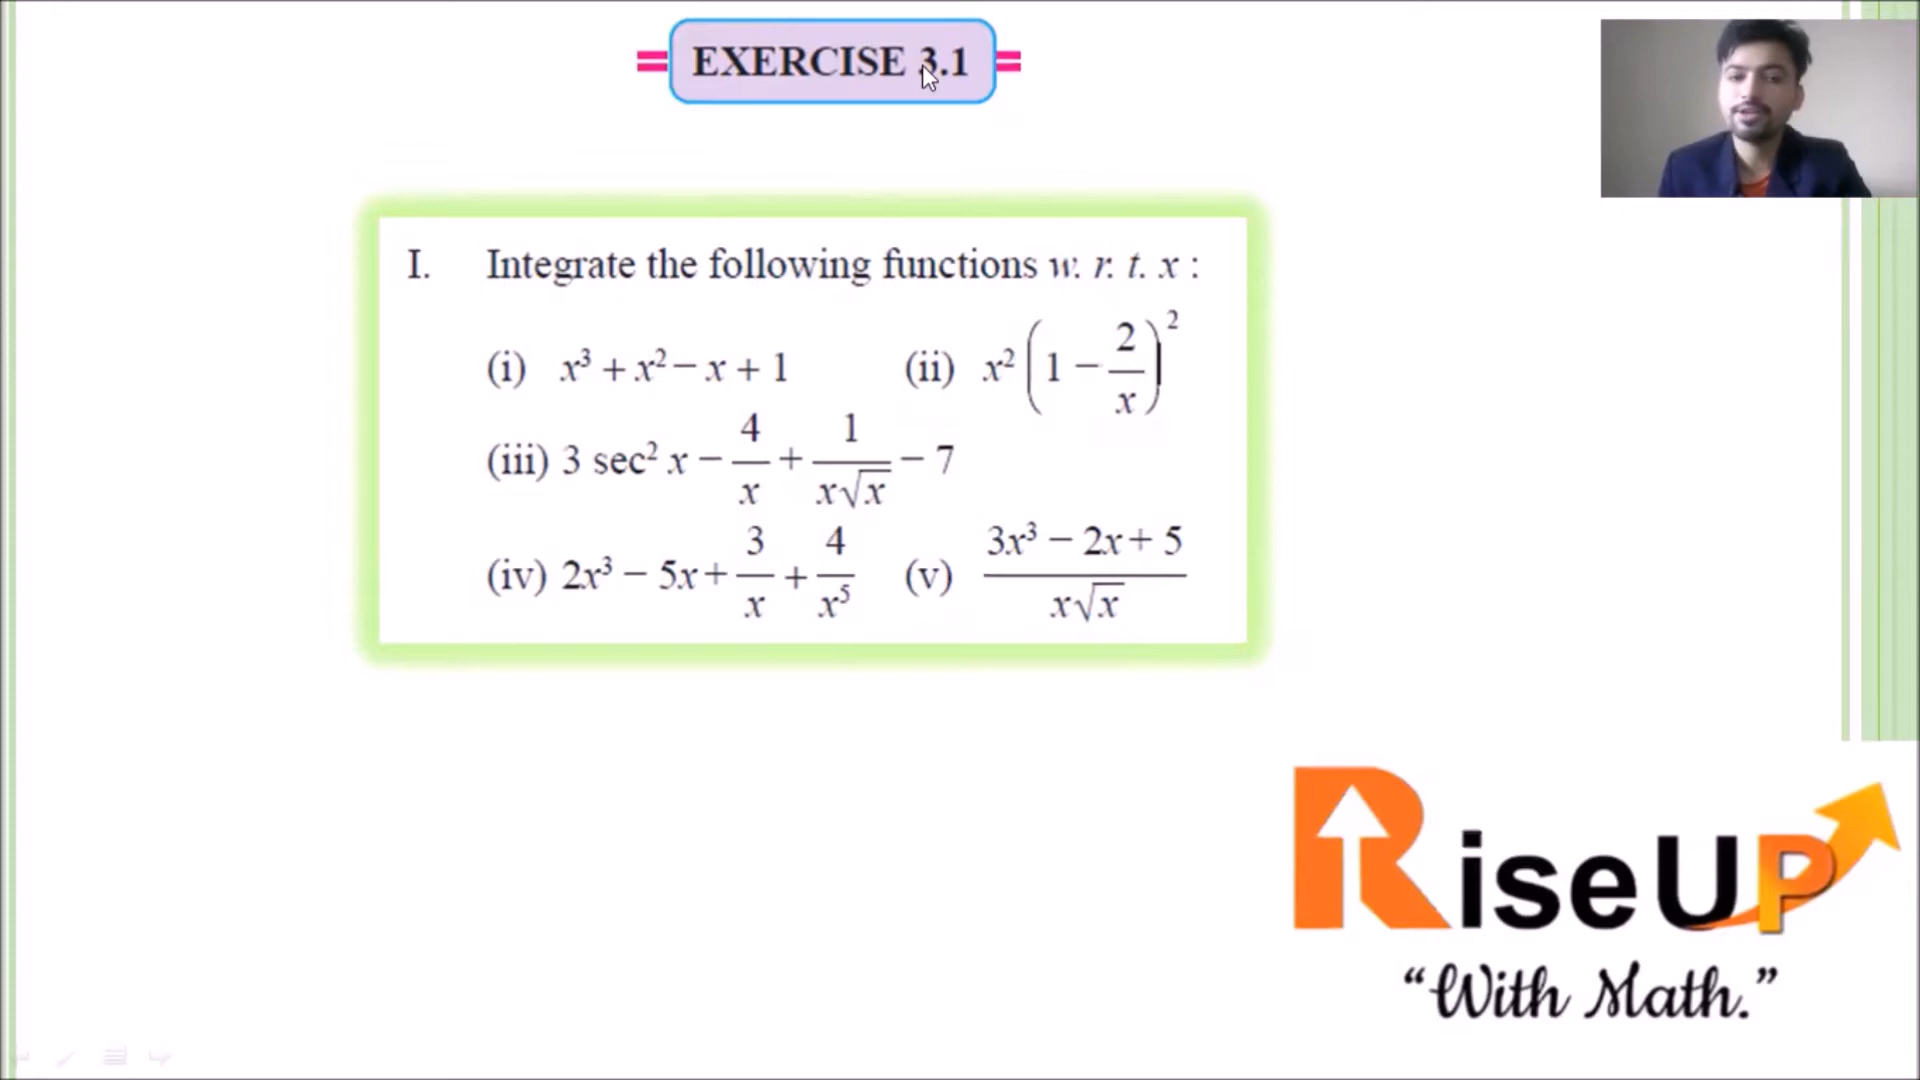 EXERCISE 3.1
I. Integrate the following functions w. r. t. x :
(i) x³ + x² – x + 1 (ii) x² (1 – 2/x)²
(iii) 3 sec² x – 4/x + 1/(x√x) – 7
(iv) 2x³ – 5x + 3/x + 4/x⁵ (v) (3x³ – 2x + 5)/(x√x)
RiseUP
“With Math.”